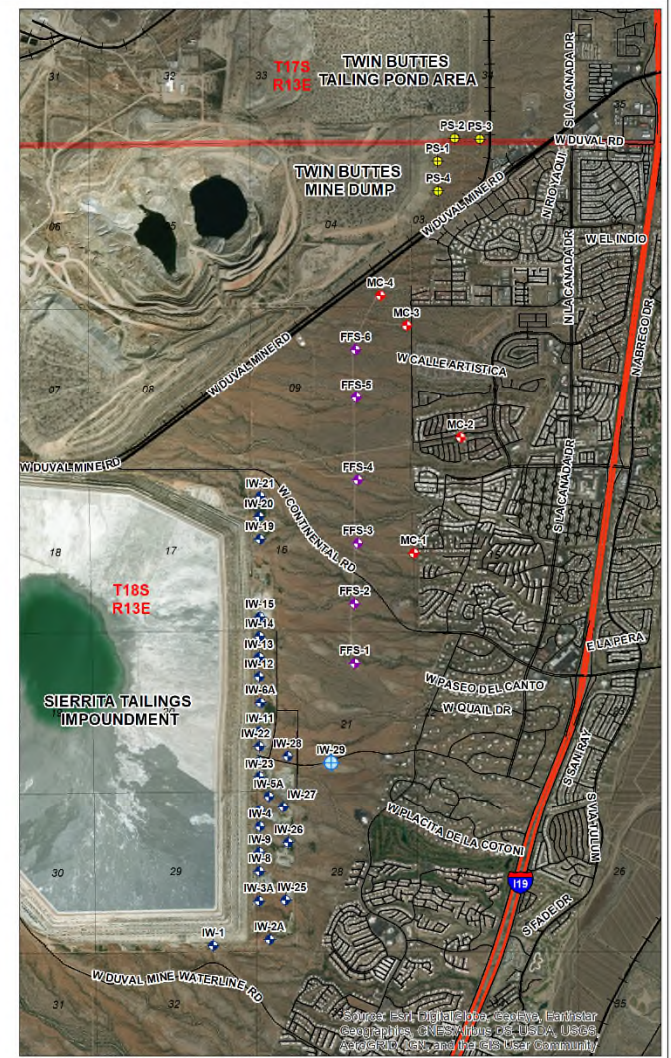 TWIN BUTTES
TAILING POND AREA
T17S
R13E
31
32
33
34
35
S LA CANADA DR
PS-2
PS-3
W DUVAL RD
PS-1
PS-4
TWIN BUTTES
MINE DUMP
N RIO YAQUI
W DUVAL MINE RD
06
05
04
03
W EL INDIO
N LA CANADA DR
N ABREGO DR
MC-4
MC-3
FFS-6
W DUVAL MINE RD
W CALLE ARTISTICA
07
08
09
FFS-5
MC-2
W DUVAL MINE RD
FFS-4
S LA CANADA DR
IW-21
IW-20
IW-19
W CONTINENTAL RD
FFS-3
MC-1
18
17
16
T18S
R13E
FFS-2
IW-15
IW-14
IW-13
IW-12
IW-6A
FFS-1
E LA PERA
W PASEO DEL CANTO
W QUAIL DR
SIERRITA TAILINGS
IMPOUNDMENT
IW-11
IW-22
21
IW-28
IW-29
IW-23
IW-5A
IW-27
S SAN RAY
S VIA TULUM
IW-4
IW-26
IW-9
IW-8
W PLACITA DE LA COTONI
30
29
28
26
I19
IW-3A
IW-25
S FADE DR
IW-1
IW-2A
W DUVAL MINE WATERLINE RD
31
32
33
35
Source: Esri, DigitalGlobe, GeoEye, Earthstar
Geographics, CNES/Airbus DS, USDA, USGS,
AeroGRID, IGN, and the GIS User Community